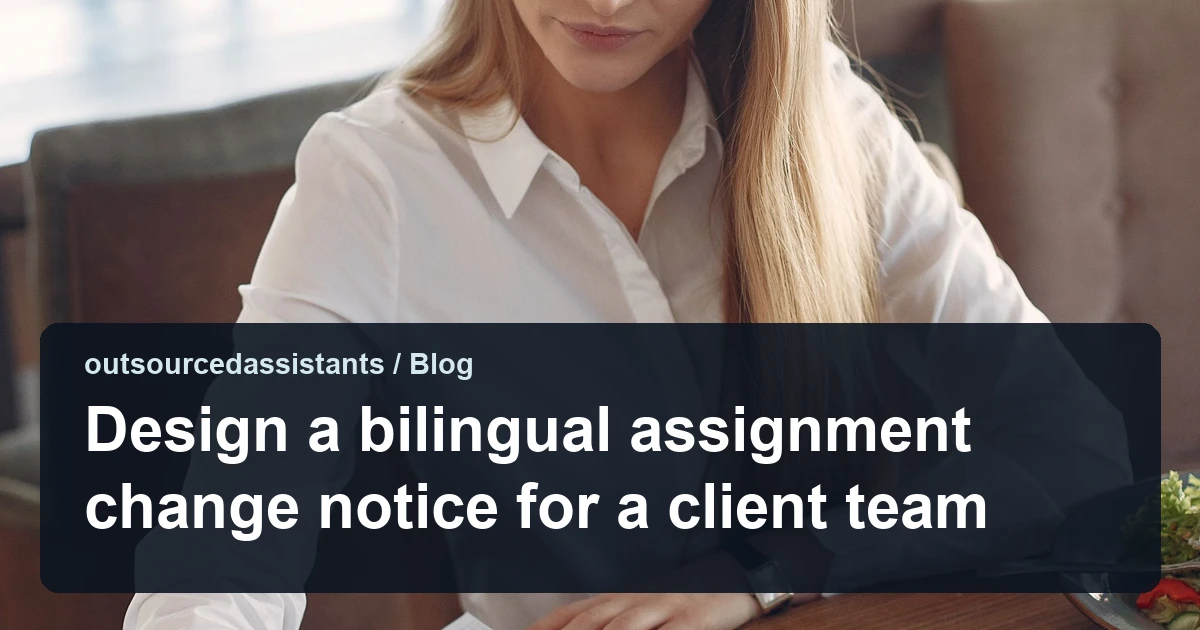 outsourcedassistants / Blog
Design a bilingual assignment
change notice for a client team